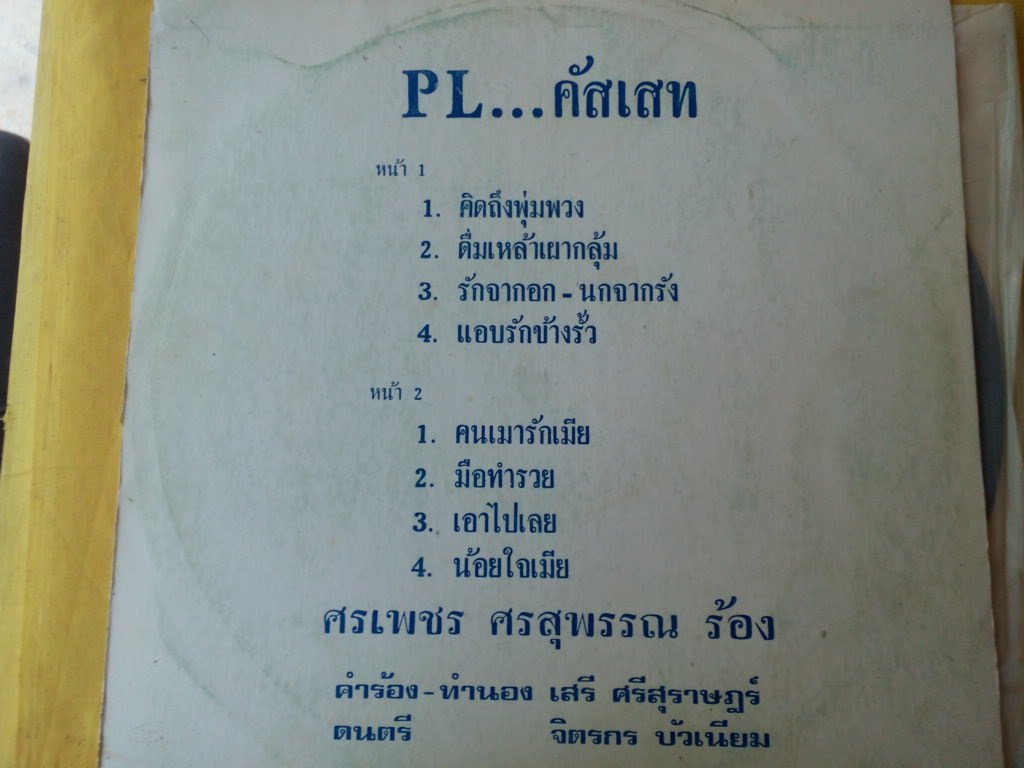 PL...คัสเสท
หน้า 1
1. คิดถึงพุ่มพวง
2. ดื่มเหล้าเผากลุ้ม
3. รักจากอก - นกจากรัง
4. แอบรักข้างรั้ว
หน้า 2
1. คนเมารักเมีย
2. มือทำรวย
3. เอาไปเลย
4. น้อยใจเมีย
ศรเพชร ศรสุพรรณ ร้อง
คำร้อง - ทำนอง เสรี ศรีสุราษฎร์
ดนตรี จิตรกร บัวเนียม